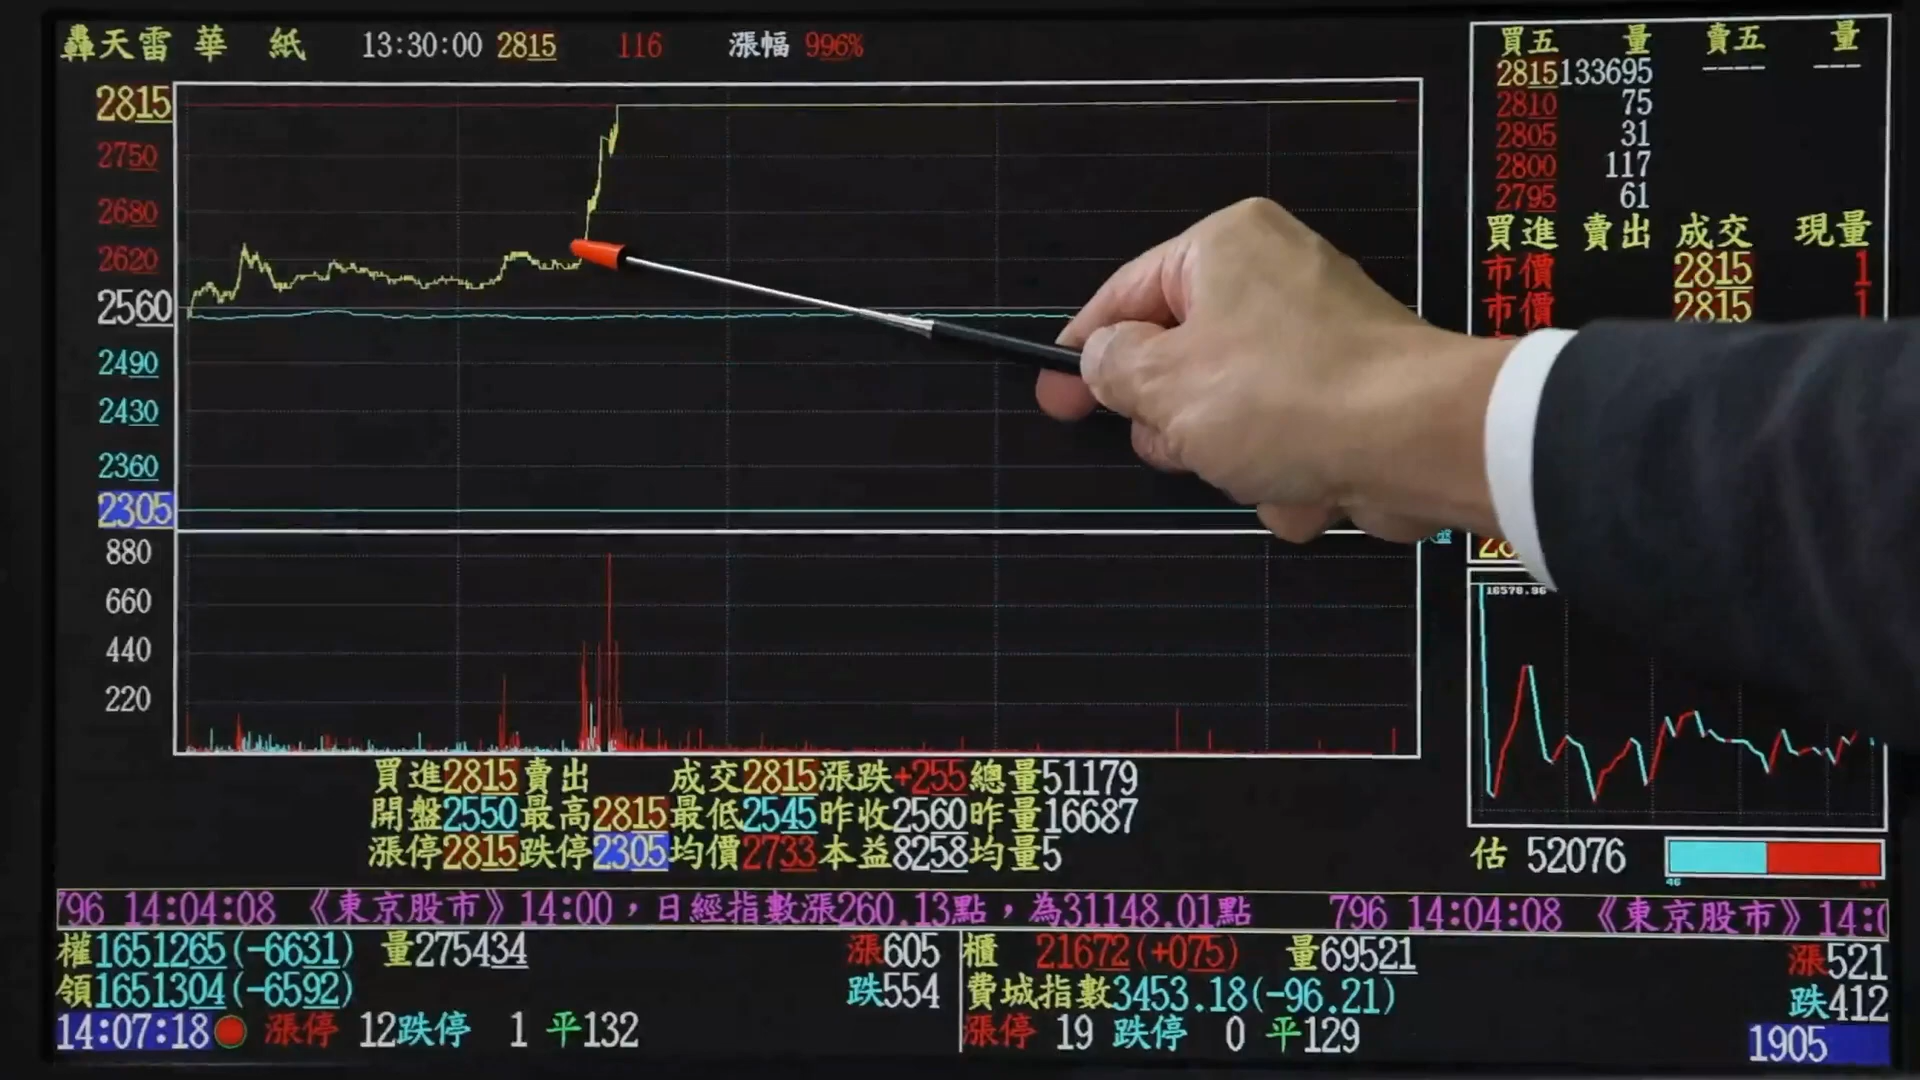 轟天雷 華 紙 13:30:00 2815 116 漲幅 996%
2815
2750
2680
2620
2560
2490
2430
2360
2305
880
660
440
220
買五 量 賣五 量
2815 133695 ---- ---
2810 75
2805 31
2800 117
2795 61
買進 賣出 成交 現量
市價 2815 1
市價 2815 1
16578.96
估 52076
46
買進2815 賣出 成交2815 漲跌+255 總量51179
開盤2550 最高2815 最低2545 昨收2560 昨量16687
漲停2815 跌停2305 均價2733 本益8258 均量5
796 14:04:08 《東京股市》14:00,日經指數漲260.13點,為31148.01點 796 14:04:08 《東京股市》
權1651265(-6631) 量275434 漲605 櫃 21672(+075) 量69521 漲521
領1651304(-6592) 跌554 費城指數3453.18(-96.21) 跌412
14:07:18 漲停 12 跌停 1 平132 漲停 19 跌停 0 平129 1905